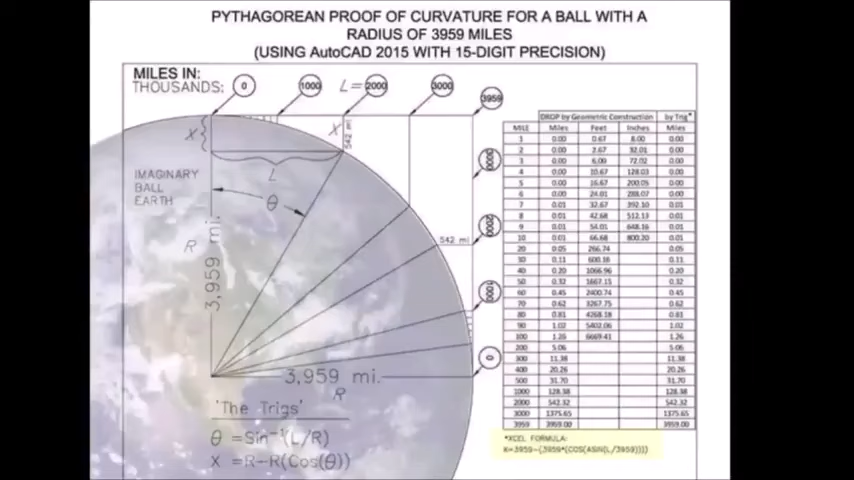 PYTHAGOREAN PROOF OF CURVATURE FOR A BALL WITH A
RADIUS OF 3959 MILES
(USING AutoCAD 2015 WITH 15-DIGIT PRECISION)
MILES IN:
THOUSANDS:
0
1000
L=2000
3000
3959
X
X
542 mi
L
IMAGINARY
BALL
EARTH
θ
R
3,959 mi.
542 mi
3000
2000
1000
0
3,959 mi.
R
'The Trigs'
θ =Sin⁻¹(L/R)
X =R-R(Cos(θ))
DROP by Geometric Construction by Trig*
MILE Miles Feet Inches Miles
1 0.00 0.67 8.00 0.00
2 0.00 2.67 32.01 0.00
3 0.00 6.00 72.02 0.00
4 0.00 10.67 128.03 0.00
5 0.00 16.67 200.05 0.00
6 0.00 24.01 288.07 0.00
7 0.01 32.67 392.10 0.01
8 0.01 42.68 512.13 0.01
9 0.01 54.01 648.16 0.01
10 0.01 66.68 800.20 0.01
20 0.05 266.74 0.05
30 0.11 600.16 0.11
40 0.20 1066.96 0.20
50 0.32 1667.15 0.32
60 0.45 2400.74 0.45
70 0.62 3267.75 0.62
80 0.81 4268.18 0.81
90 1.02 5402.06 1.02
100 1.26 6669.41 1.26
200 5.06 5.06
300 11.38 11.38
400 20.26 20.26
500 31.70 31.70
1000 128.38 128.38
2000 542.32 542.32
3000 1375.65 1375.65
3959 3959.00 3959.00
*XCEL FORMULA:
X=3959-(3959*(COS(ASIN(L/3959))))